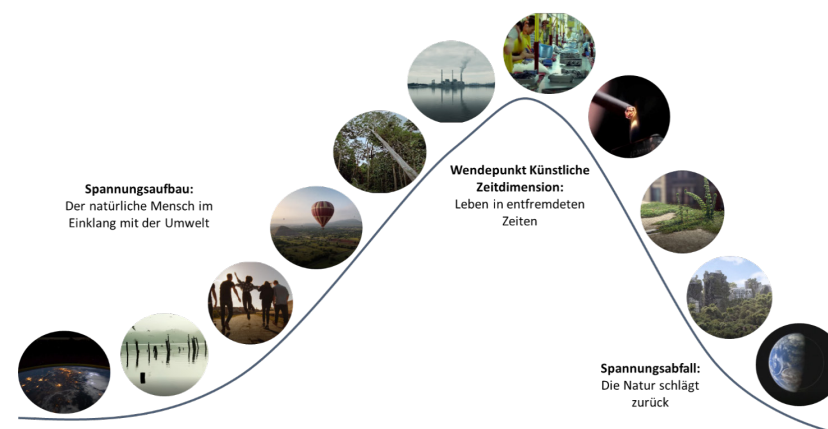 Spannungsaufbau:
Der natürliche Mensch im
Einklang mit der Umwelt
Wendepunkt Künstliche
Zeitdimension:
Leben in entfremdeten
Zeiten
Spannungsabfall:
Die Natur schlägt
zurück